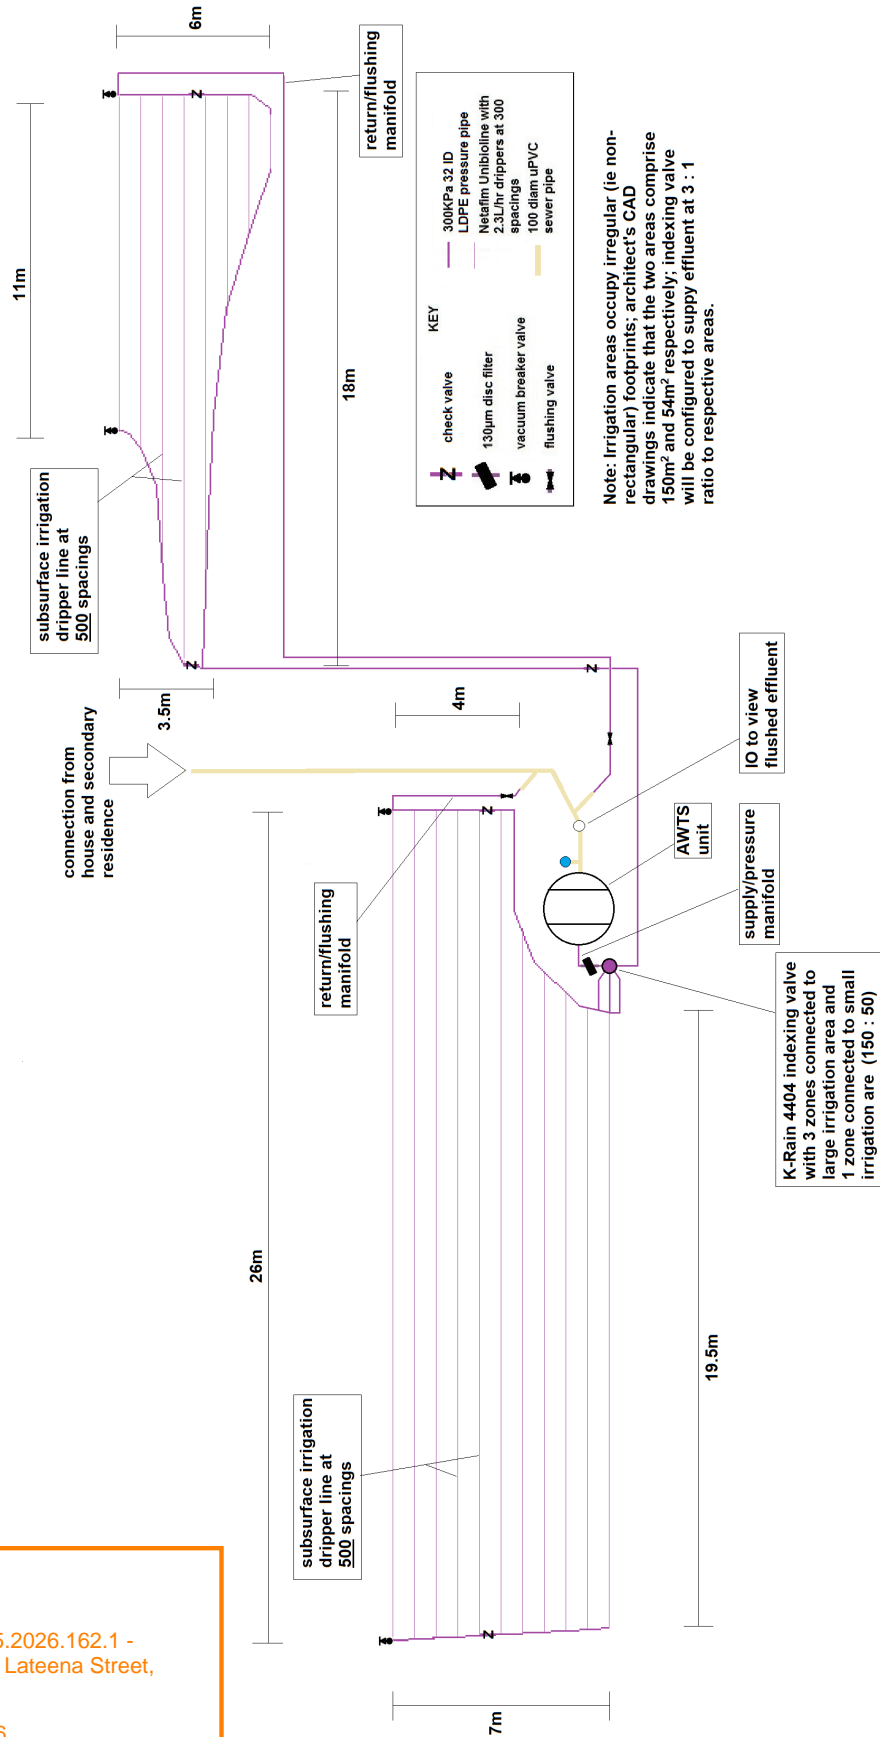 6m
11m
return/flushing
manifold
18m
subsurface irrigation
dripper line at
500 spacings
3.5m
KEY
check valve
130µm disc filter
vacuum breaker valve
flushing valve
300KPa 32 ID
LDPE pressure pipe
Netafim Unibioline with
2.3L/hr drippers at 300
spacings
100 diam uPVC
sewer pipe
Note: Irrigation areas occupy irregular (ie non-
rectangular) footprints; architect's CAD
drawings indicate that the two areas comprise
150m² and 54m² respectively; indexing valve
will be configured to suppy effluent at 3 : 1
ratio to respective areas.
connection from
house and secondary
residence
4m
IO to view
flushed effluent
AWTS
unit
supply/pressure
manifold
return/flushing
manifold
K-Rain 4404 indexing valve
with 3 zones connected to
large irrigation area and
1 zone connected to small
irrigation are (150 : 50)
26m
19.5m
subsurface irrigation
dripper line at
500 spacings
7m
.2026.162.1 -
Lateena Street,